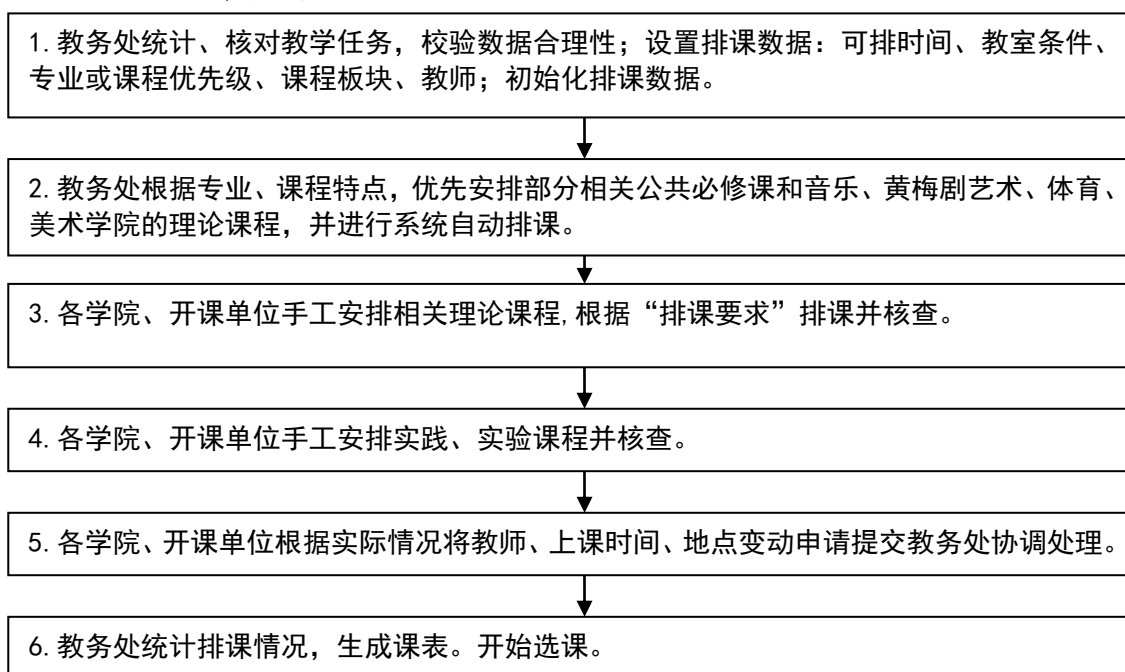 1.教务处统计、核对教学任务，校验数据合理性；设置排课数据：可排时间、教室条件、
专业或课程优先级、课程板块、教师；初始化排课数据。
2.教务处根据专业、课程特点，优先安排部分相关公共必修课和音乐、黄梅剧艺术、体育、
美术学院的理论课程，并进行系统自动排课。
3.各学院、开课单位手工安排相关理论课程,根据“排课要求”排课并核查。
4.各学院、开课单位手工安排实践、实验课程并核查。
5.各学院、开课单位根据实际情况将教师、上课时间、地点变动申请提交教务处协调处理。
6.教务处统计排课情况，生成课表。开始选课。